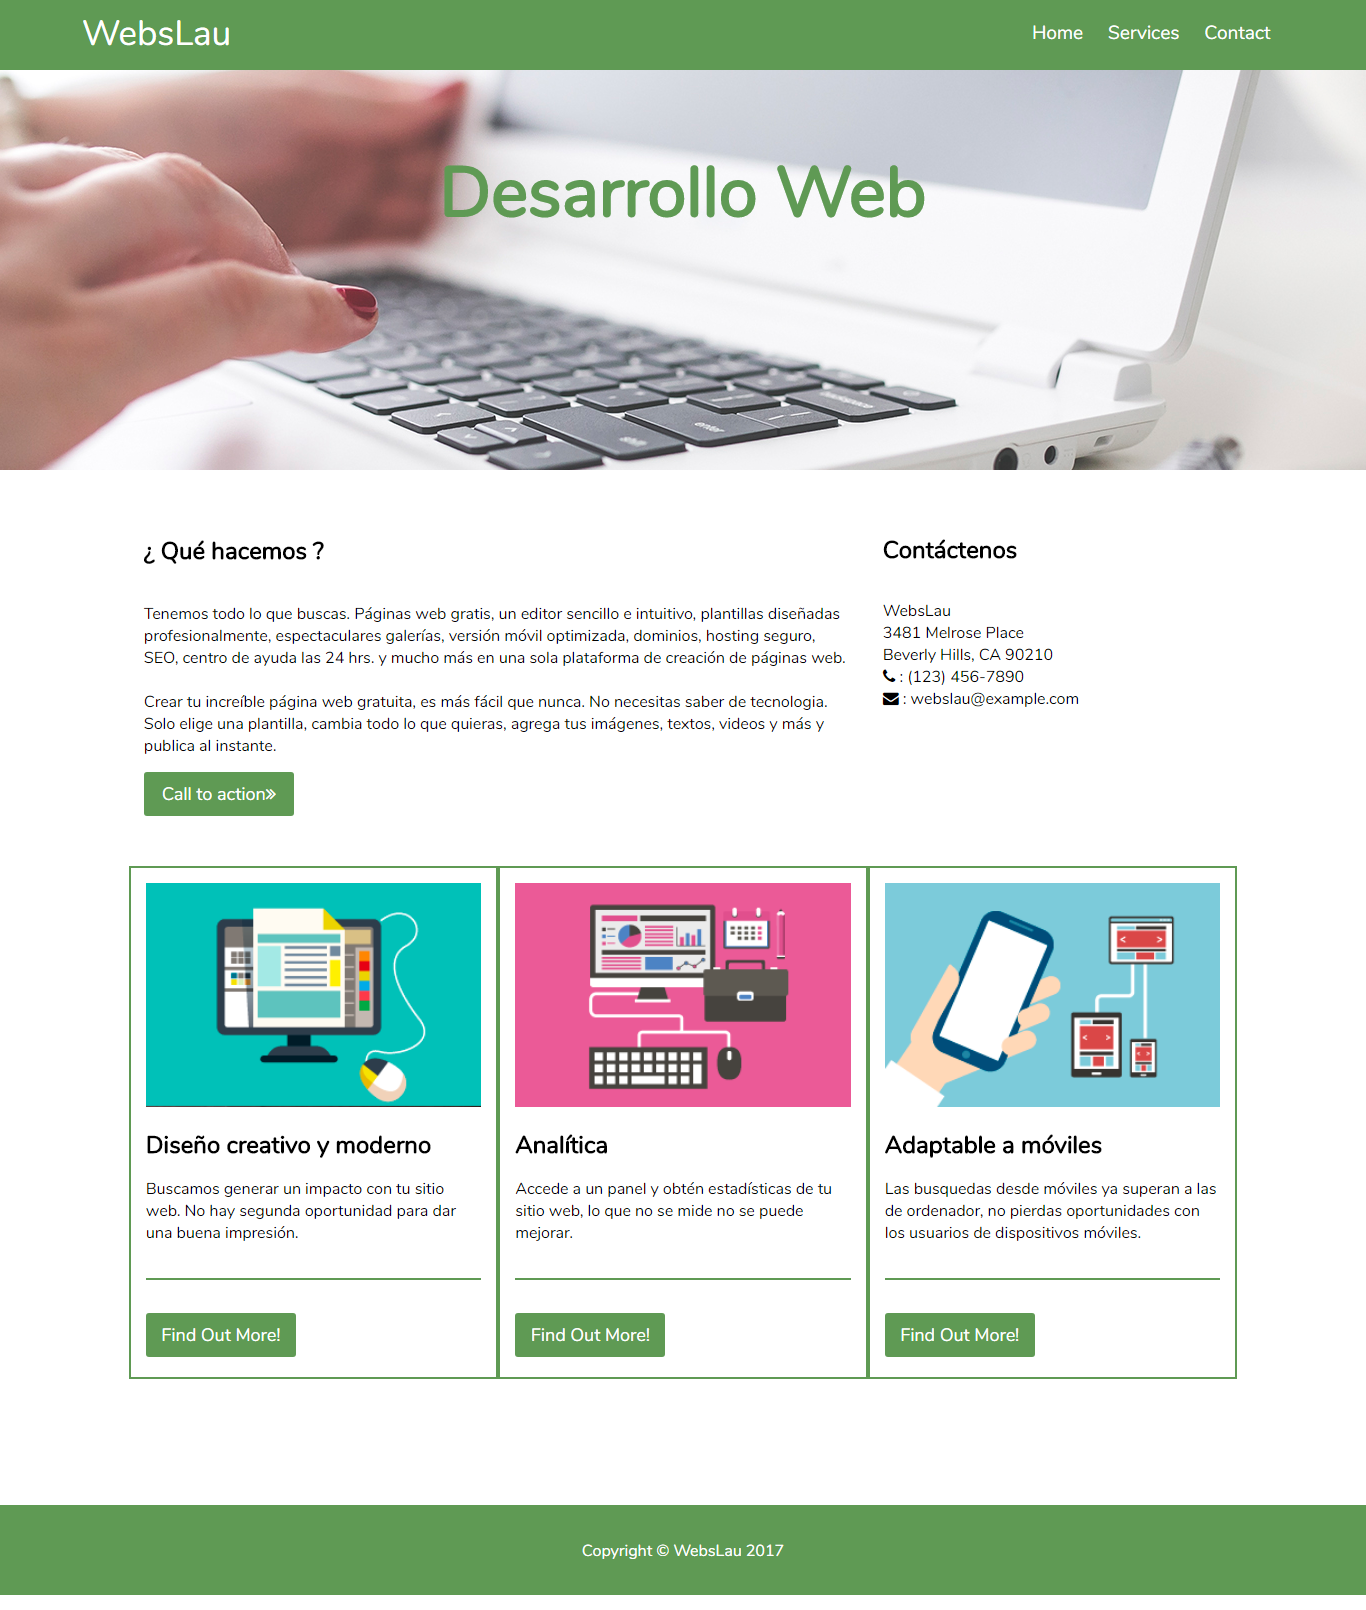 WebsLau
Home Services Contact
Desarrollo Web
backspace
enter
shift
¿ Qué hacemos ?
Tenemos todo lo que buscas. Páginas web gratis, un editor sencillo e intuitivo, plantillas diseñadas
profesionalmente, espectaculares galerías, versión móvil optimizada, dominios, hosting seguro,
SEO, centro de ayuda las 24 hrs. y mucho más en una sola plataforma de creación de páginas web.
Crear tu increíble página web gratuita, es más fácil que nunca. No necesitas saber de tecnologia.
Solo elige una plantilla, cambia todo lo que quieras, agrega tus imágenes, textos, videos y más y
publica al instante.
Call to action»
Contáctenos
WebsLau
3481 Melrose Place
Beverly Hills, CA 90210
: (123) 456-7890
: webslau@example.com
Diseño creativo y moderno
Buscamos generar un impacto con tu sitio
web. No hay segunda oportunidad para dar
una buena impresión.
Find Out More!
Analítica
Accede a un panel y obtén estadísticas de tu
sitio web, lo que no se mide no se puede
mejorar.
Find Out More!
Adaptable a móviles
Las busquedas desde móviles ya superan a las
de ordenador, no pierdas oportunidades con
los usuarios de dispositivos móviles.
Find Out More!
Copyright © WebsLau 2017